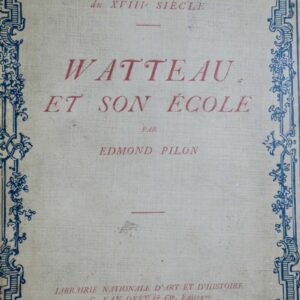 du XVIIIe SIÈCLE
WATTEAU
ET SON ÉCOLE
PAR
EDMOND PILON
LIBRAIRIE NATIONALE D'ART ET D'HISTOIRE